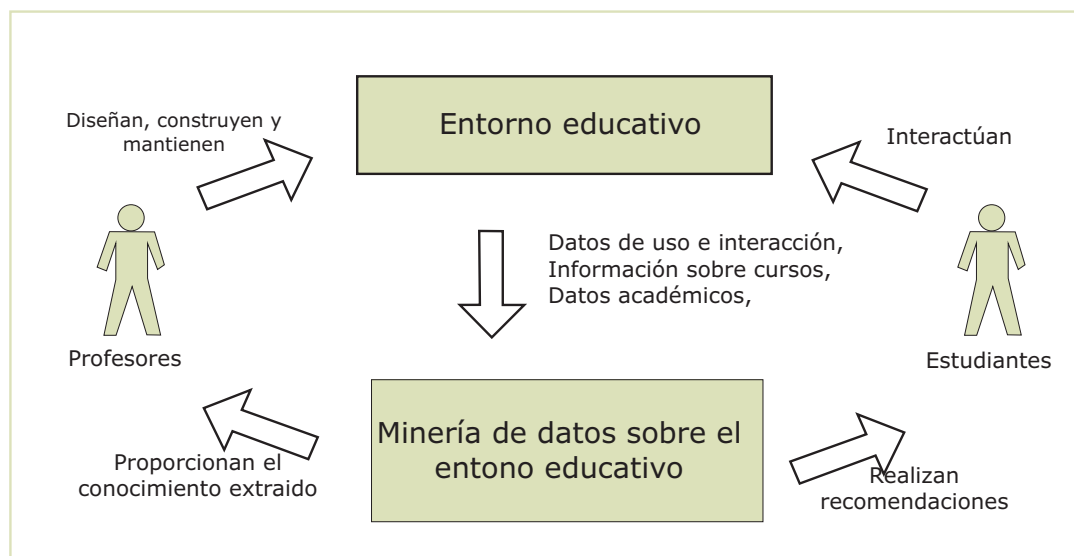 Entorno educativo
Diseñan, construyen y
mantienen
Interactúan
Datos de uso e interacción,
Información sobre cursos,
Datos académicos,
Profesores
Estudiantes
Minería de datos sobre el
entono educativo
Proporcionan el
conocimiento extraido
Realizan
recomendaciones